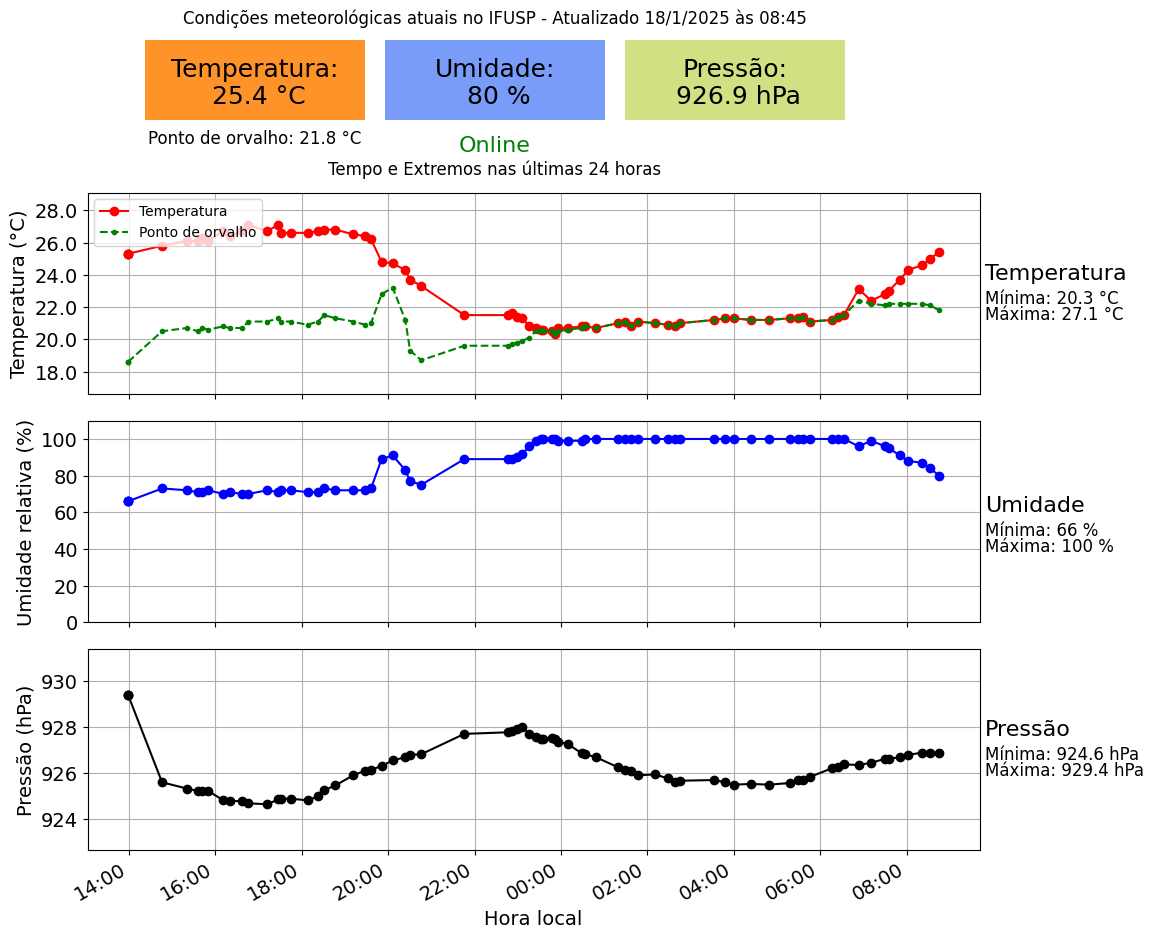 Condições meteorológicas atuais no IFUSP - Atualizado 18/1/2025 às 08:45
Temperatura:
25.4 °C
Umidade:
80 %
Pressão:
926.9 hPa
Ponto de orvalho: 21.8 °C
Online
Tempo e Extremos nas últimas 24 horas
Temperatura (°C)
28.0
26.0
24.0
22.0
20.0
18.0
Temperatura
Ponto de orvalho
Temperatura
Mínima: 20.3 °C
Máxima: 27.1 °C
Umidade relativa (%)
100
80
60
40
20
0
Umidade
Mínima: 66 %
Máxima: 100 %
Pressão (hPa)
930
928
926
924
Pressão
Mínima: 924.6 hPa
Máxima: 929.4 hPa
14:00
16:00
18:00
20:00
22:00
00:00
02:00
04:00
06:00
08:00
Hora local